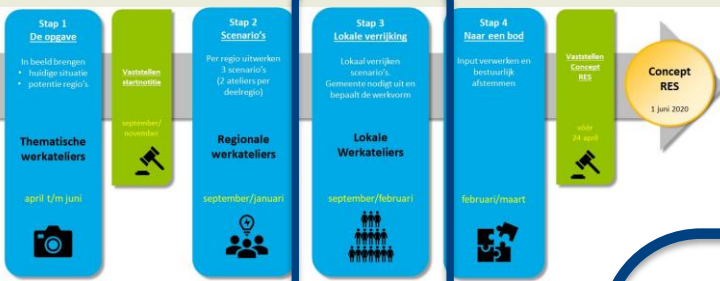 Stap 1
De opgave
In beeld brengen
• huidige situatie
• potentie regio's
Thematische
werkateliers
april t/m juni
Vaststellen
startnotitie
september/
november
Stap 2
Scenario's
Per regio uitwerken
3 scenario's
(2 ateliers per
deelregio)
Regionale
werkateliers
september/januari
Stap 3
Lokale verrijking
Lokaal verrijken
scenario's.
Gemeente nodigt uit en
bepaalt de werkvorm
Lokale
Werkateliers
september/februari
Stap 4
Naar een bod
Input verwerken en
bestuurlijk
afstemmen
februari/maart
Vaststellen
Concept
RES
vóór
24 april
Concept
RES
1 juni 2020